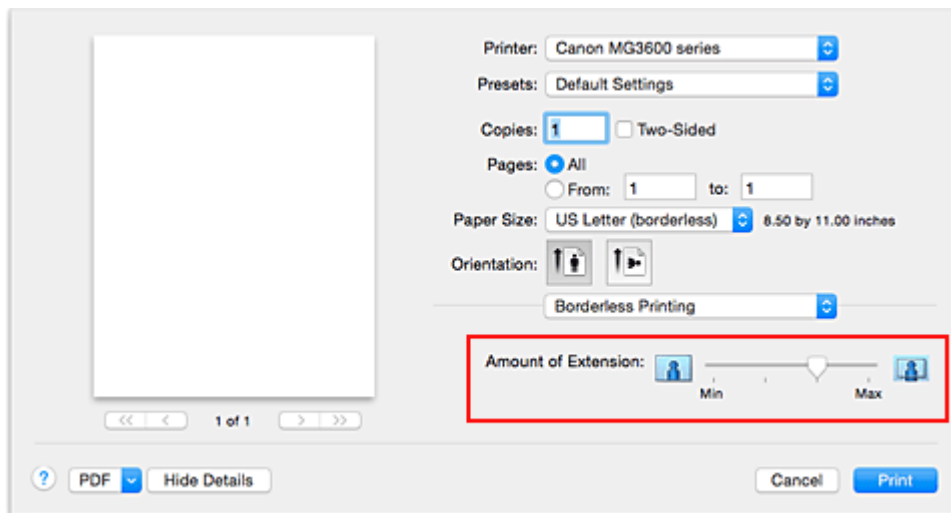 Printer: Canon MG3600 series
Presets: Default Settings
Copies: 1 Two-Sided
Pages: All
From: 1 to: 1
Paper Size: US Letter (borderless) 8.50 by 11.00 inches
Orientation:
Borderless Printing
Amount of Extension:
Min Max
<< < 1 of 1 > >>
? PDF Hide Details Cancel Print